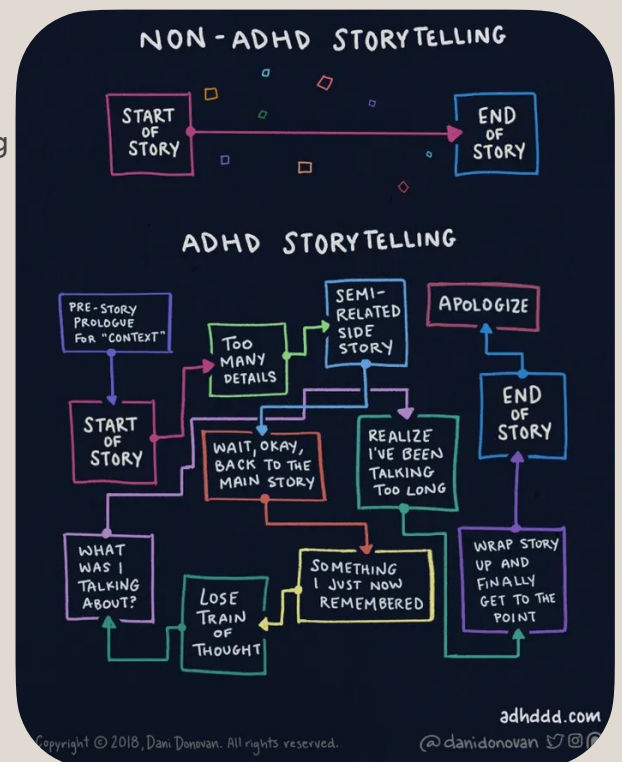 NON-ADHD STORYTELLING
START
OF
STORY
END
OF
STORY
g
ADHD STORYTELLING
PRE-STORY
PROLOGUE
FOR "CONTEXT"
START
OF
STORY
TOO
MANY
DETAILS
SEMI-
RELATED
SIDE
STORY
WAIT, OKAY,
BACK TO THE
MAIN STORY
SOMETHING
I JUST NOW
REMEMBERED
LOSE
TRAIN
OF
THOUGHT
WHAT
WAS I
TALKING
ABOUT?
REALIZE
I'VE BEEN
TALKING
TOO LONG
WRAP STORY
UP AND
FINALLY
GET TO THE
POINT
END
OF
STORY
APOLOGIZE
adhddd.com
Copyright © 2018, Dani Donovan. All rights reserved.
@danidonovan